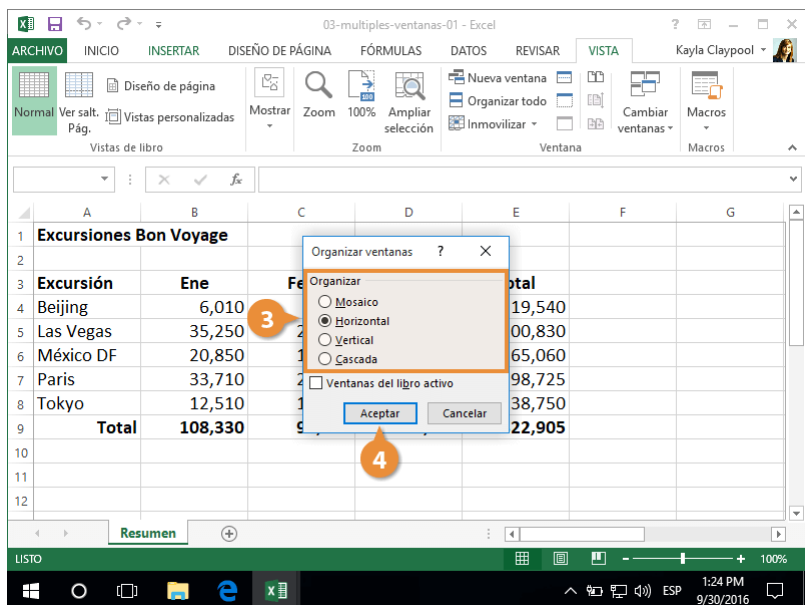 03-multiples-ventanas-01 - Excel
?
ARCHIVO INICIO INSERTAR DISEÑO DE PÁGINA FÓRMULAS DATOS REVISAR VISTA Kayla Claypool
Normal
Ver salt. Pág.
Diseño de página
Vistas personalizadas
Vistas de libro
Mostrar
Zoom
100%
Ampliar selección
Zoom
Nueva ventana
Organizar todo
Inmovilizar
Cambiar ventanas
Ventana
Macros
Macros
fx
A B C D E F G
1 Excursiones Bon Voyage
2
3 Excursión Ene Fe otal
4 Beijing 6,010 19,540
5 Las Vegas 35,250 2 00,830
6 México DF 20,850 1 65,060
7 Paris 33,710 2 98,725
8 Tokyo 12,510 1 38,750
9 Total 108,330 9 22,905
10
11
12
Organizar ventanas ? X
Organizar
Mosaico
Horizontal
Vertical
Cascada
Ventanas del libro activo
Aceptar Cancelar
3
4
Resumen
LISTO
100%
ESP
1:24 PM
9/30/2016